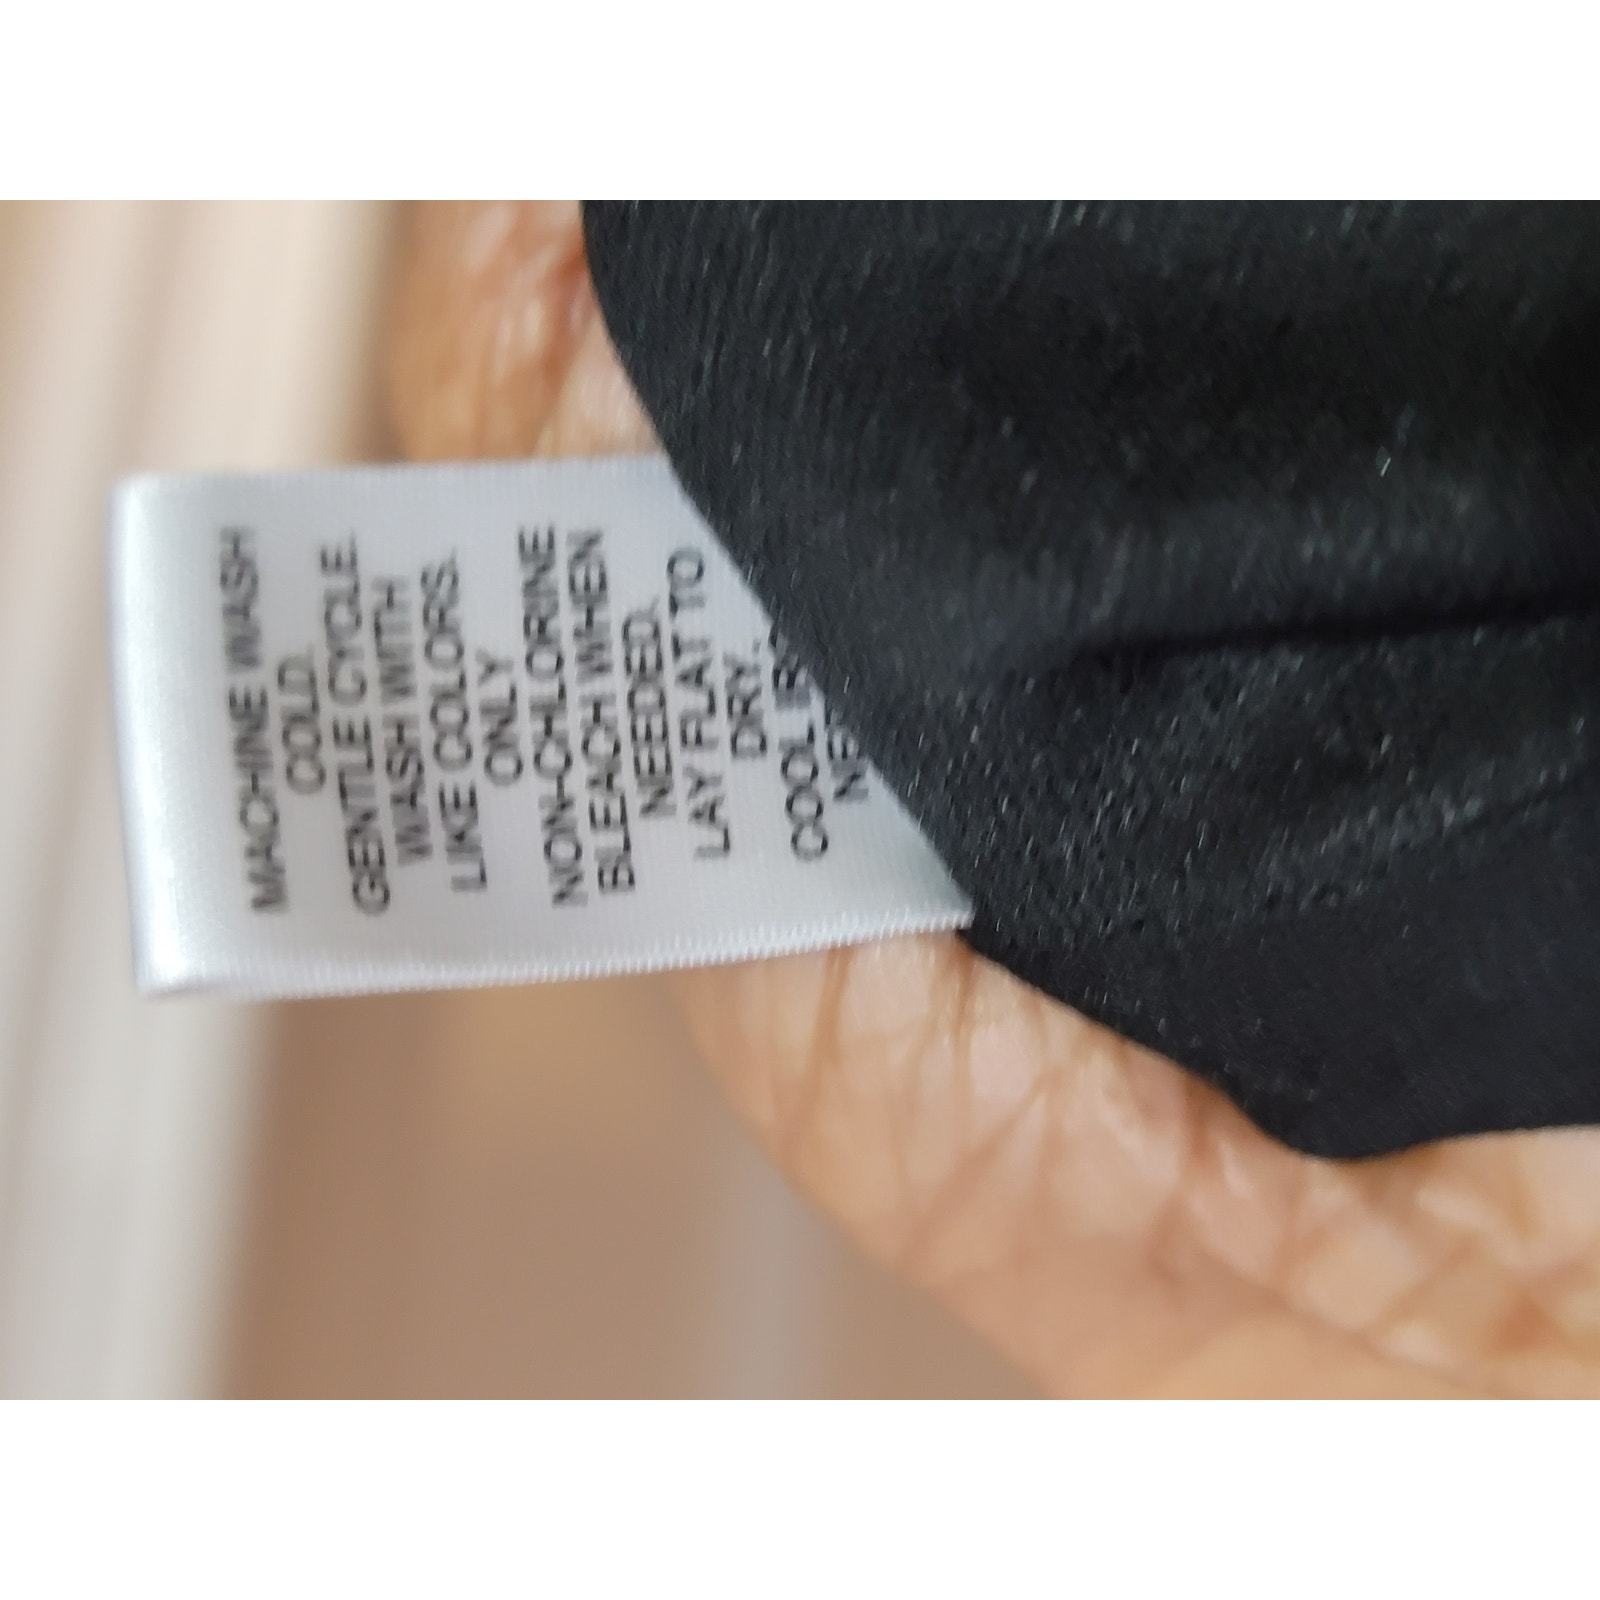 MACHINE WASH
COLD.
GENTLE CYCLE.
WASH WITH
LIKE COLORS.
ONLY
NON-CHLORINE
BLEACH WHEN
NEEDED.
LAY FLAT TO
DRY.
COOL